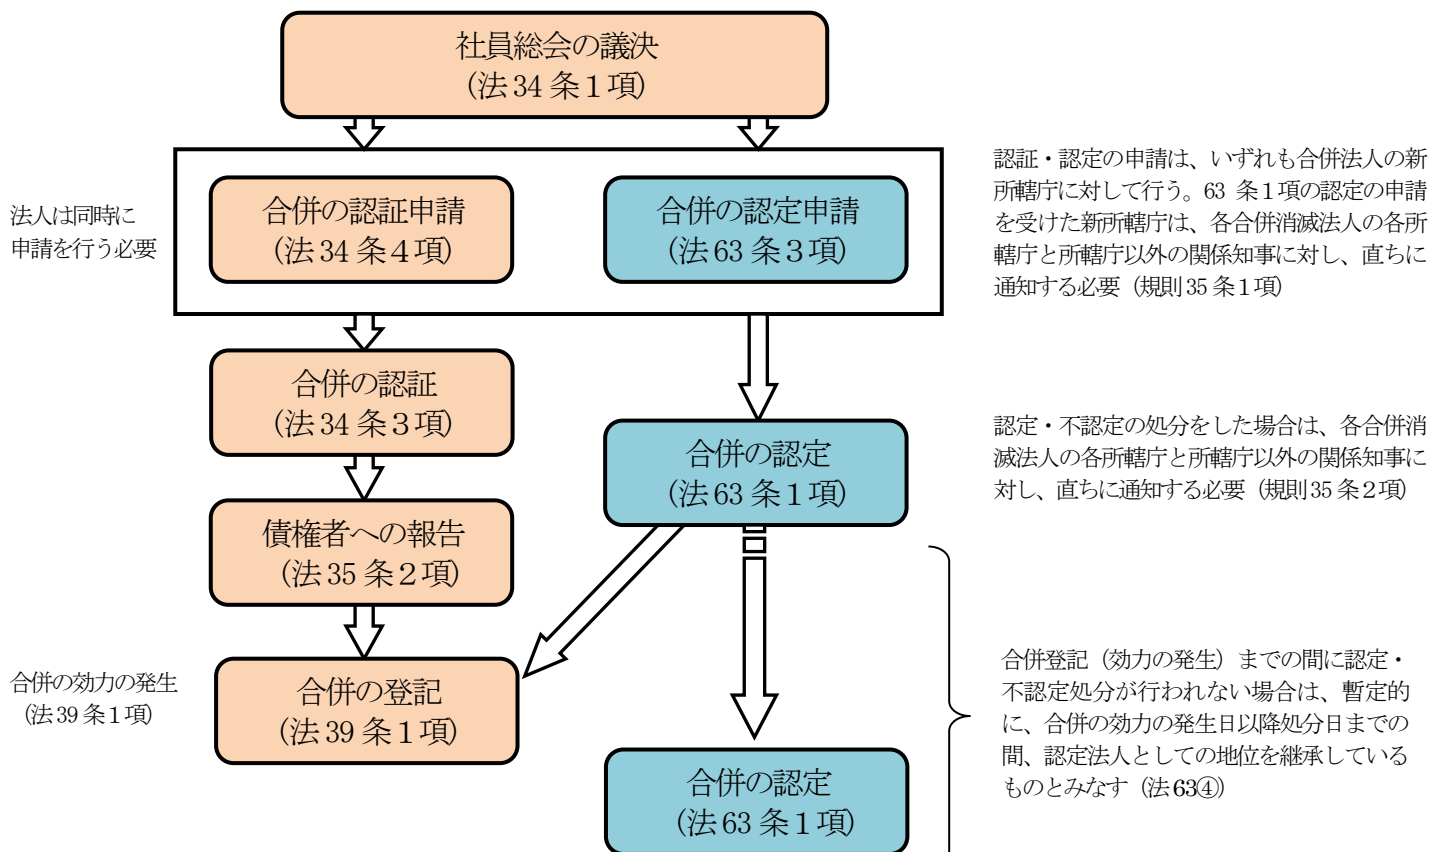 社員総会の議決
（法34条１項）
法人は同時に
申請を行う必要
合併の認証申請
（法34条４項）
合併の認定申請
（法63条３項）
認証・認定の申請は、いずれも合併法人の新
所轄庁に対して行う。63 条１項の認定の申請
を受けた新所轄庁は、各合併消滅法人の各所
轄庁と所轄庁以外の関係知事に対し、直ちに
通知する必要（規則35条１項）
合併の認証
（法34条３項）
合併の認定
（法63条１項）
認定・不認定の処分をした場合は、各合併消
滅法人の各所轄庁と所轄庁以外の関係知事に
対し、直ちに通知する必要（規則35条２項）
債権者への報告
（法35条２項）
合併の効力の発生
（法39条１項）
合併の登記
（法39条１項）
合併登記（効力の発生）までの間に認定・
不認定処分が行われない場合は、暫定的
に、合併の効力の発生日以降処分日までの
間、認定法人としての地位を継承している
ものとみなす（法63④）
合併の認定
（法63条１項）